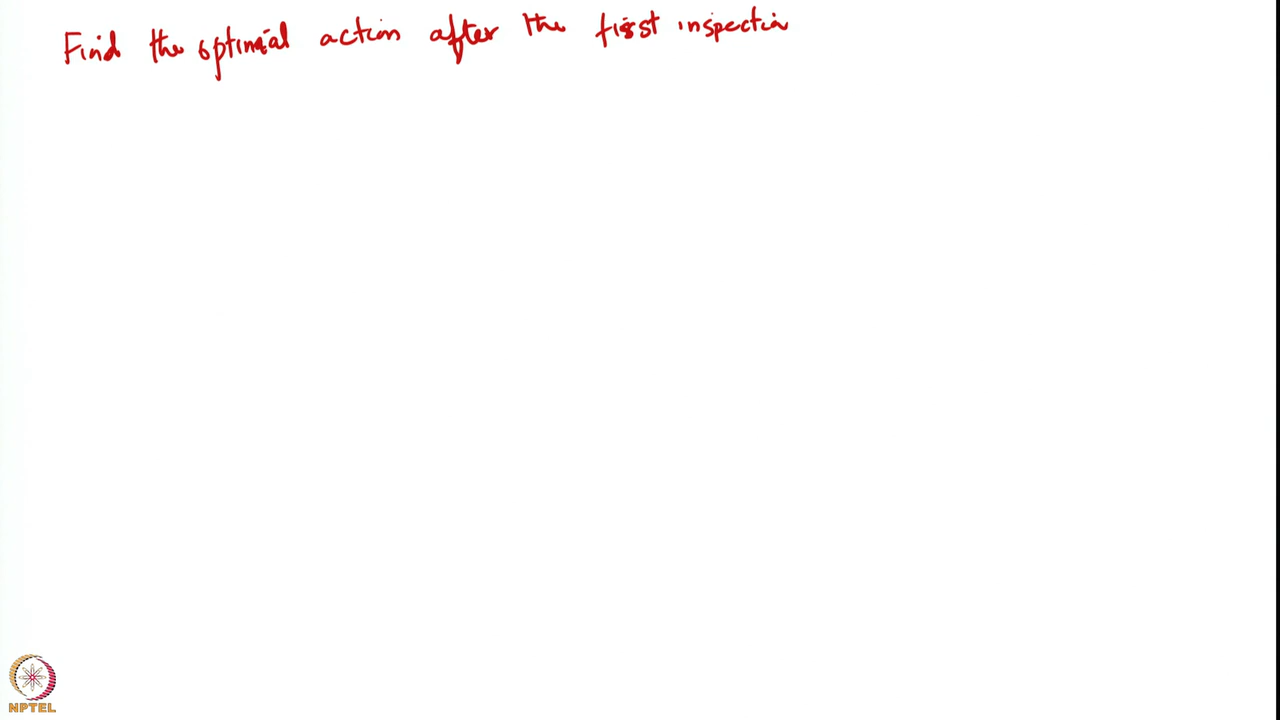 Find the optimal action after the first inspectio
NPTEL